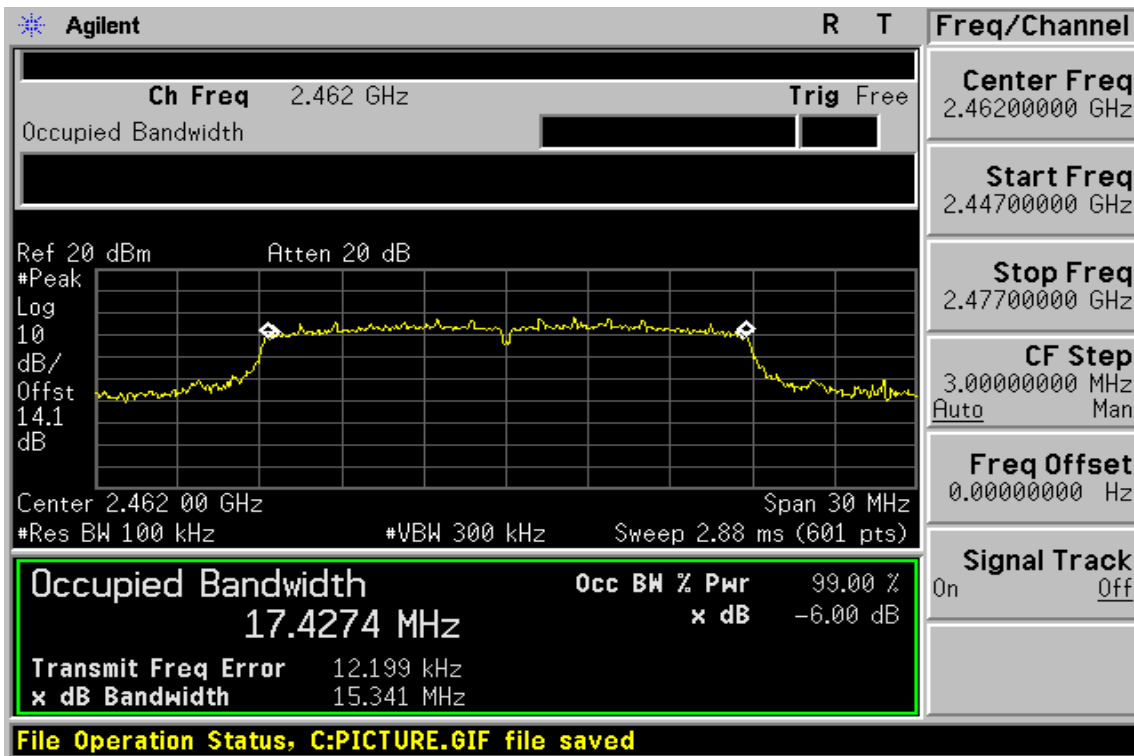 Agilent R T Freq/Channel
Ch Freq 2.462 GHz Trig Free
Occupied Bandwidth
Center Freq
2.46200000 GHz
Start Freq
2.44700000 GHz
Stop Freq
2.47700000 GHz
CF Step
3.00000000 MHz
Auto Man
Freq Offset
0.00000000 Hz
Signal Track
On Off
Ref 20 dBm Atten 20 dB
#Peak
Log
10
dB/
Offst
14.1
dB
Center 2.462 00 GHz Span 30 MHz
#Res BW 100 kHz #VBW 300 kHz Sweep 2.88 ms (601 pts)
Occupied Bandwidth Occ BW % Pwr 99.00 %
17.4274 MHz x dB -6.00 dB
Transmit Freq Error 12.199 kHz
x dB Bandwidth 15.341 MHz
File Operation Status, C:PICTURE.GIF file saved